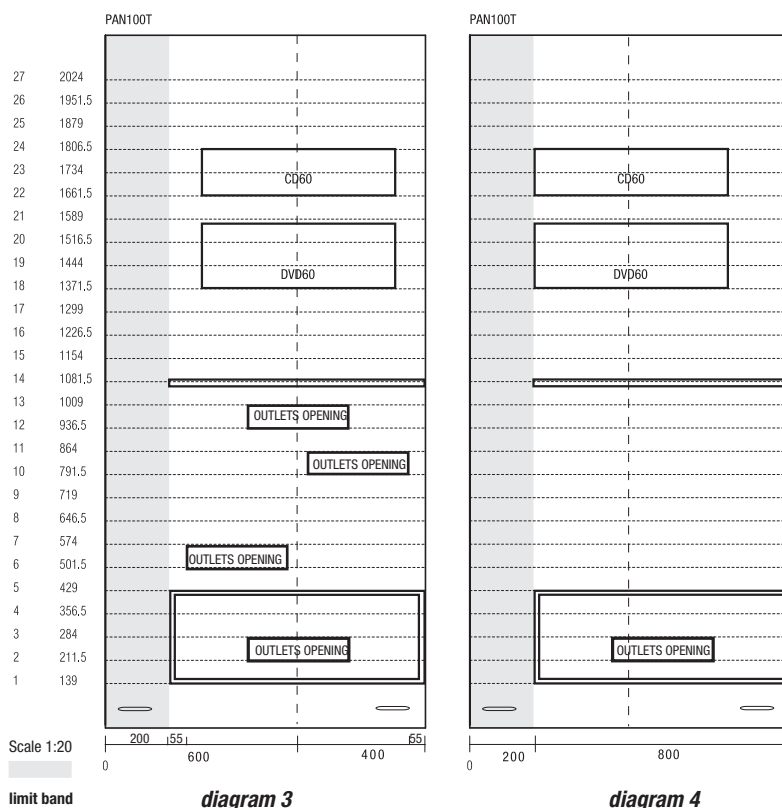 PAN100T PAN100T
27 2024
26 1951.5
25 1879
24 1806.5
23 1734 CD60 CD60
22 1661.5
21 1589
20 1516.5
19 1444
DVD60 DVD60
18 1371.5
17 1299
16 1226.5
15 1154
14 1081.5
13 1009
OUTLETS OPENING
12 936.5
11 864
OUTLETS OPENING
10 791.5
9 719
8 646.5
7 574
OUTLETS OPENING
6 501.5
5 429
4 356.5
3 284
OUTLETS OPENING OUTLETS OPENING
2 211.5
1 139
200 55 55
Scale 1:20 600 400 200 800
0 0
limit band diagram 3 diagram 4